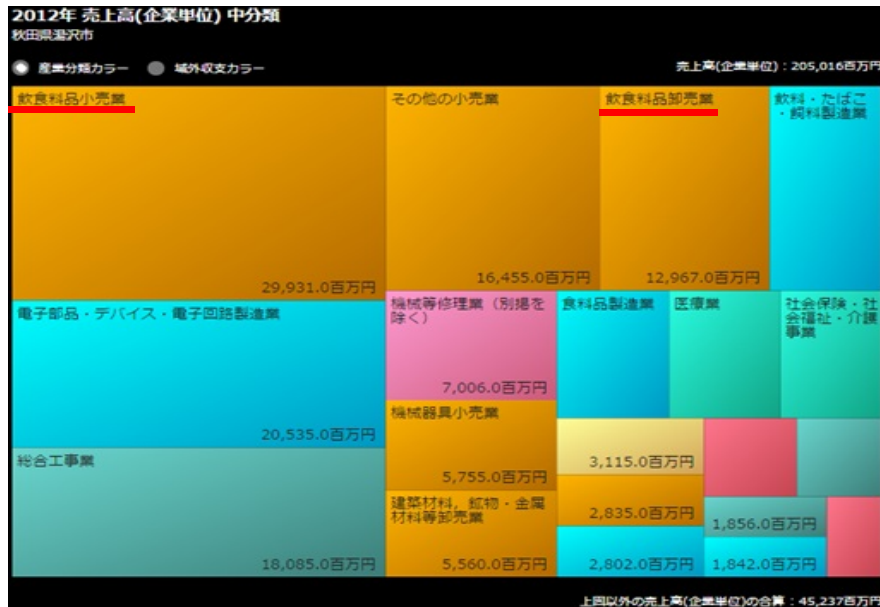 2012年 売上高(企業単位) 中分類
秋田県湯沢市
産業分類カラー 域外収支カラー
売上高(企業単位)：205,016百万円
飲食料品小売業
29,931.0百万円
その他の小売業
16,455.0百万円
飲食料品卸売業
12,967.0百万円
飲料・たばこ
・飼料製造業
電子部品・デバイス・電子回路製造業
20,535.0百万円
機械等修理業（別掲を
除く）
7,006.0百万円
食料品製造業
医療業
社会保険・社
会福祉・介護
事業
機械器具小売業
5,755.0百万円
総合工事業
18,085.0百万円
建築材料，鉱物・金属
材料等卸売業
5,560.0百万円
3,115.0百万円
2,835.0百万円
2,802.0百万円
1,856.0百万円
1,842.0百万円
上図以外の売上高(企業単位)の合算：45,237百万円